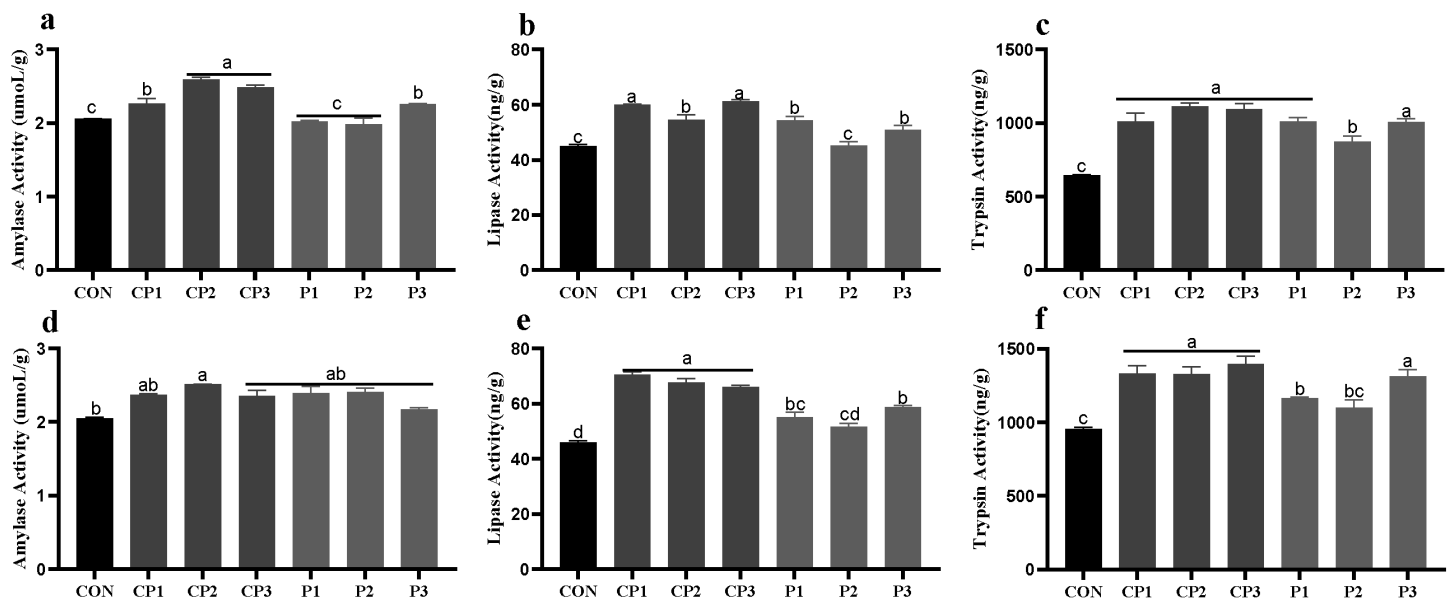 a
Amylase Activity (umoL/g)
3
2
1
0
c
b
a
c
b
CON CP1 CP2 CP3 P1 P2 P3
b
Lipase Activity(ng/g)
80
60
40
20
0
c
a
b
a
b
c
b
CON CP1 CP2 CP3 P1 P2 P3
c
Trypsin Activity(ng/g)
1500
1000
500
0
c
a
b
a
CON CP1 CP2 CP3 P1 P2 P3
d
Amylase Activity (umoL/g)
3
2
1
0
b
ab
a
ab
CON CP1 CP2 CP3 P1 P2 P3
e
Lipase Activity(ng/g)
80
60
40
20
0
d
a
bc
cd
b
CON CP1 CP2 CP3 P1 P2 P3
f
Trypsin Activity(ng/g)
1500
1000
500
0
c
a
b
bc
a
CON CP1 CP2 CP3 P1 P2 P3